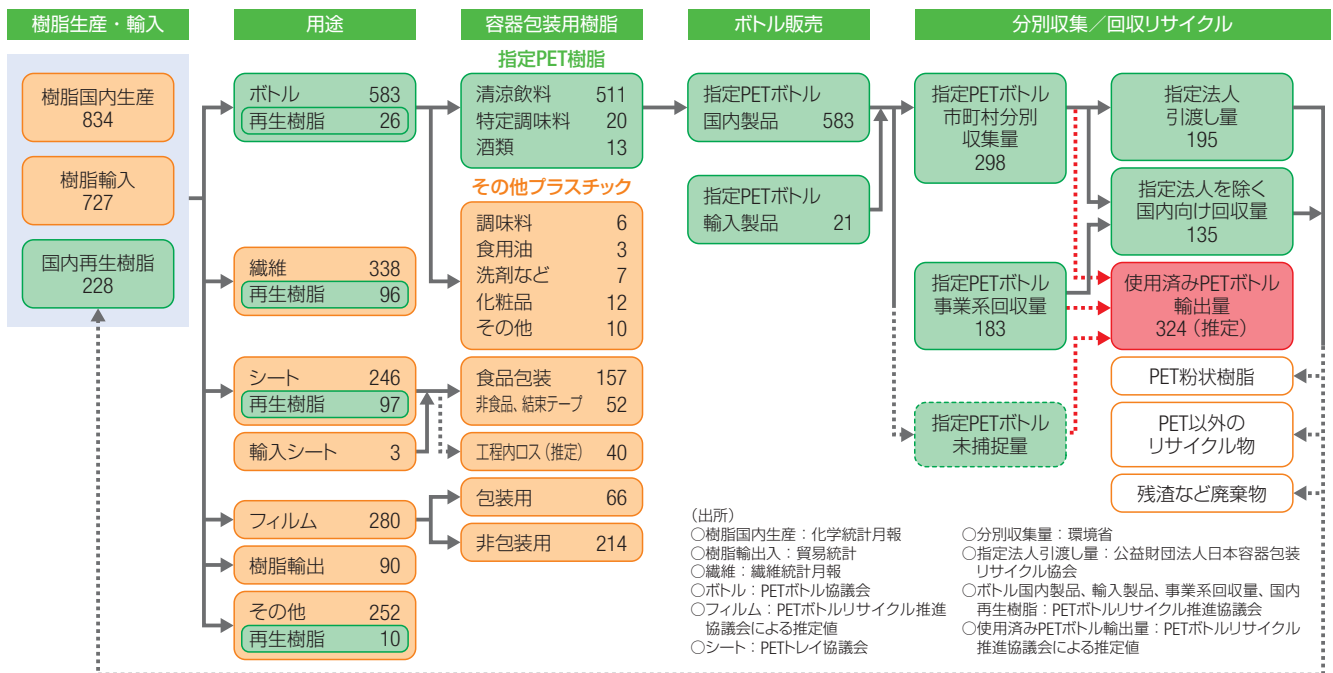 樹脂生産・輸入
用途
容器包装用樹脂
ボトル販売
分別収集／回収リサイクル
樹脂国内生産
834
樹脂輸入
727
国内再生樹脂
228
ボトル 583
再生樹脂 26
繊維 338
再生樹脂 96
シート 246
再生樹脂 97
輸入シート 3
フィルム 280
樹脂輸出 90
その他 252
再生樹脂 10
指定PET樹脂
清涼飲料 511
特定調味料 20
酒類 13
その他プラスチック
調味料 6
食用油 3
洗剤など 7
化粧品 12
その他 10
食品包装 157
非食品、結束テープ 52
工程内ロス（推定） 40
包装用 66
非包装用 214
指定PETボトル
国内製品 583
指定PETボトル
輸入製品 21
指定PETボトル
市町村分別
収集量
298
指定PETボトル
事業系回収量
183
指定PETボトル
未捕捉量
指定法人
引渡し量
195
指定法人を除く
国内向け回収量
135
使用済みPETボトル
輸出量
324（推定）
PET粉状樹脂
PET以外の
リサイクル物
残渣など廃棄物
（出所）
○樹脂国内生産：化学統計月報
○樹脂輸出入：貿易統計
○繊維：繊維統計月報
○ボトル：PETボトル協議会
○フィルム：PETボトルリサイクル推進
協議会による推定値
○シート：PETトレイ協議会
○分別収集量：環境省
○指定法人引渡し量：公益財団法人日本容器包装
リサイクル協会
○ボトル国内製品、輸入製品、事業系回収量、国内
再生樹脂：PETボトルリサイクル推進協議会
○使用済みPETボトル輸出量：PETボトルリサイクル
推進協議会による推定値